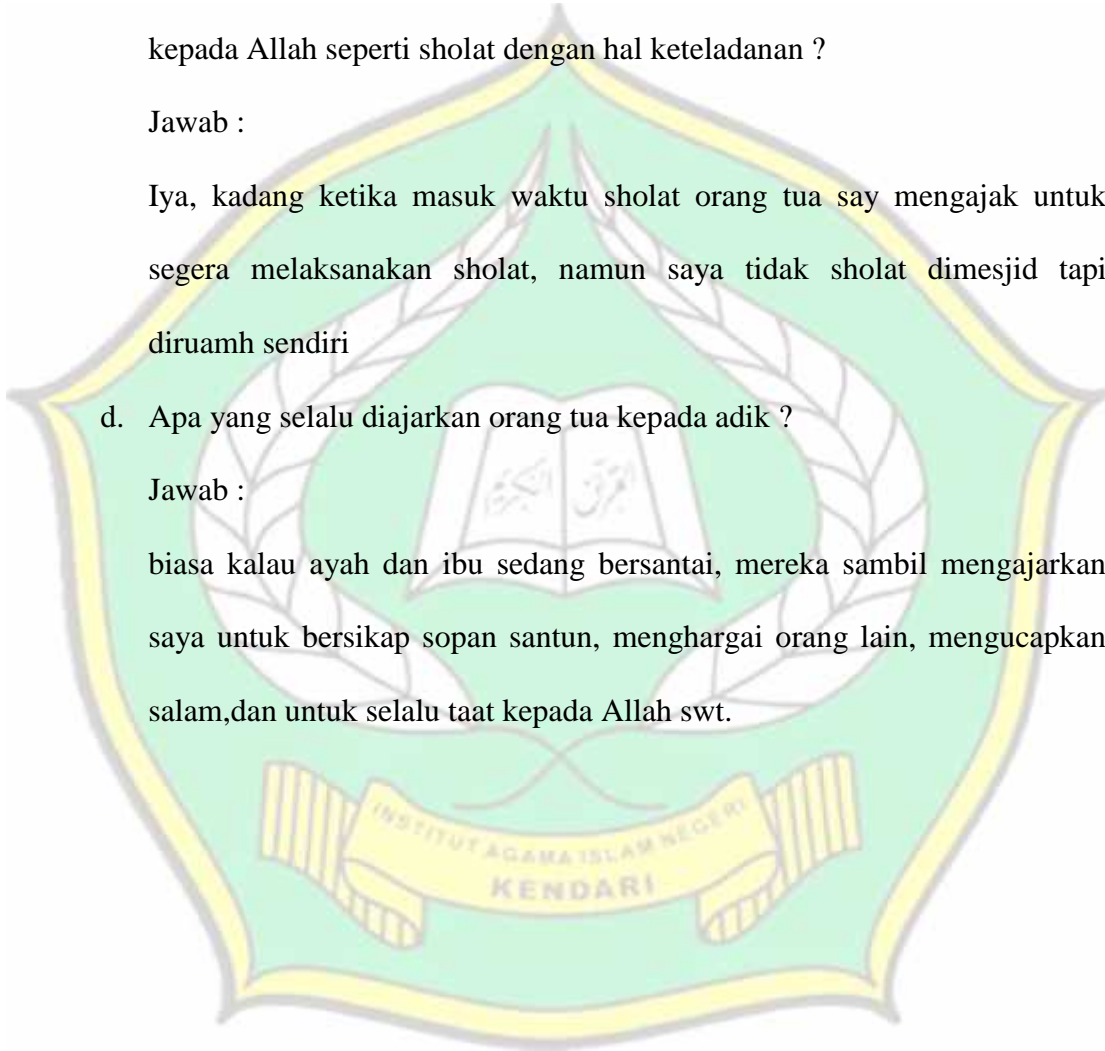 kepada Allah seperti sholat dengan hal keteladanan ?
Jawab :
Iya, kadang ketika masuk waktu sholat orang tua say mengajak untuk
segera melaksanakan sholat, namun saya tidak sholat dimesjid tapi
diruamh sendiri
d. Apa yang selalu diajarkan orang tua kepada adik ?
Jawab :
biasa kalau ayah dan ibu sedang bersantai, mereka sambil mengajarkan
saya untuk bersikap sopan santun, menghargai orang lain, mengucapkan
salam,dan untuk selalu taat kepada Allah swt.
INSTITUT AGAMA ISLAM NEGERI
KENDARI